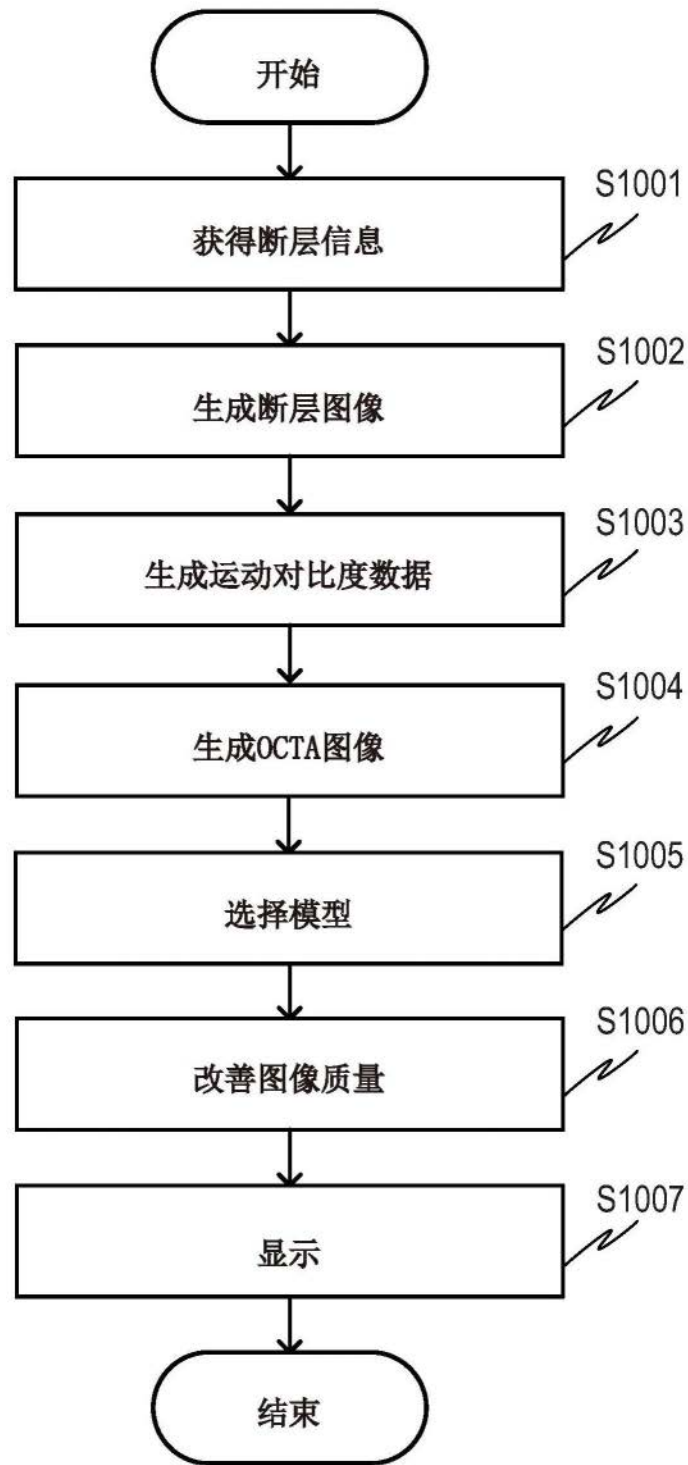 开始
S1001
获得断层信息
S1002
生成断层图像
S1003
生成运动对比度数据
S1004
生成OCTA图像
S1005
选择模型
S1006
改善图像质量
S1007
显示
结束